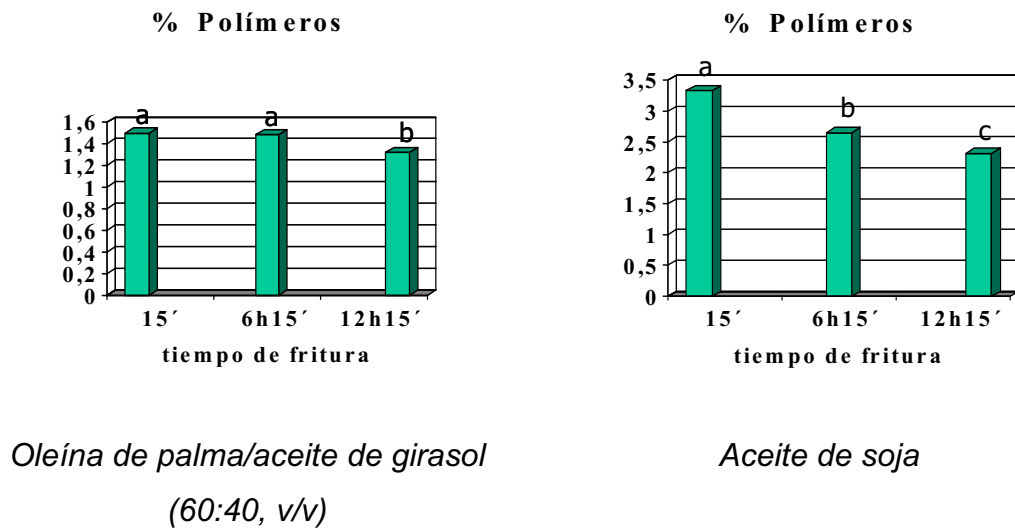 % Polímeros
a
a
b
1,6
1,4
1,2
1
0,8
0,6
0,4
0,2
0
15´ 6h15´ 12h15´
tiempo de fritura
Oleína de palma/aceite de girasol
(60:40, v/v)
% Polímeros
a
b
c
3,5
3
2,5
2
1,5
1
0,5
0
15´ 6h15´ 12h15´
tiempo de fritura
Aceite de soja